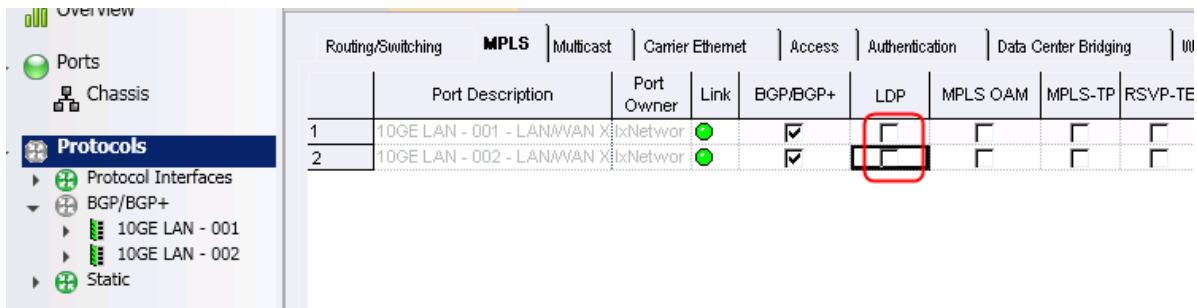 Overview
Ports
Chassis
Protocols
Protocol Interfaces
BGP/BGP+
10GE LAN - 001
10GE LAN - 002
Static
Routing/Switching MPLS Multicast Carrier Ethernet Access Authentication Data Center Bridging
Port Description Port Owner Link BGP/BGP+ LDP MPLS OAM MPLS-TP RSVP-TE
1 10GE LAN - 001 - LAN/WAN X IxNetwor
2 10GE LAN - 002 - LAN/WAN X IxNetwor